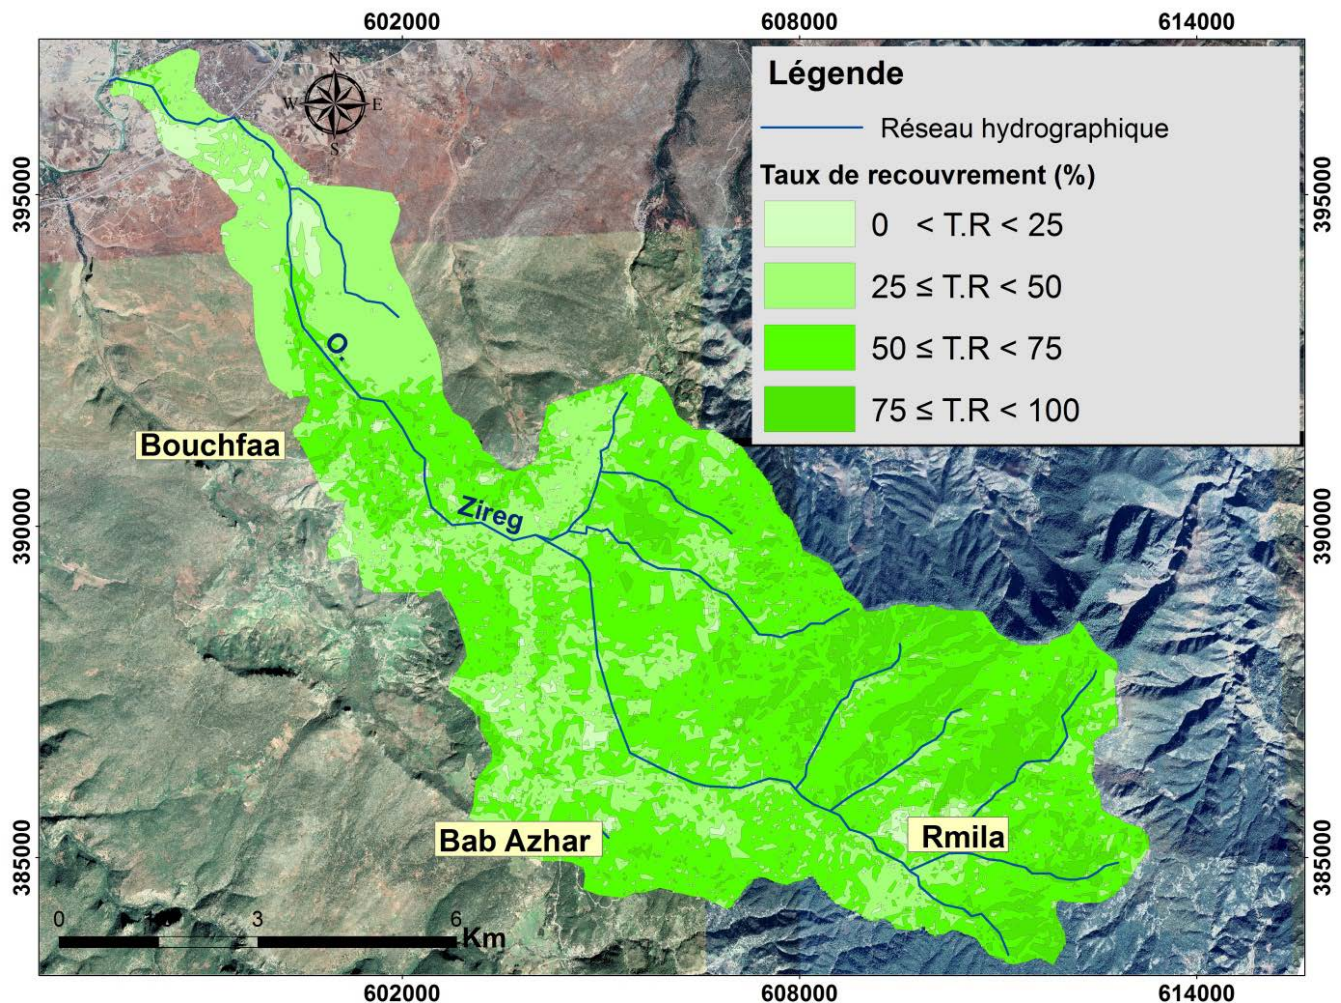 602000
608000
614000
Légende
Réseau hydrographique
Taux de recouvrement (%)
0 < T.R < 25
25 ≤ T.R < 50
50 ≤ T.R < 75
75 ≤ T.R < 100
N
W
E
S
395000
395000
O.
Bouchfaa
Zireg
390000
390000
Bab Azhar
Rmila
385000
385000
0
3
6
Km
602000
608000
614000